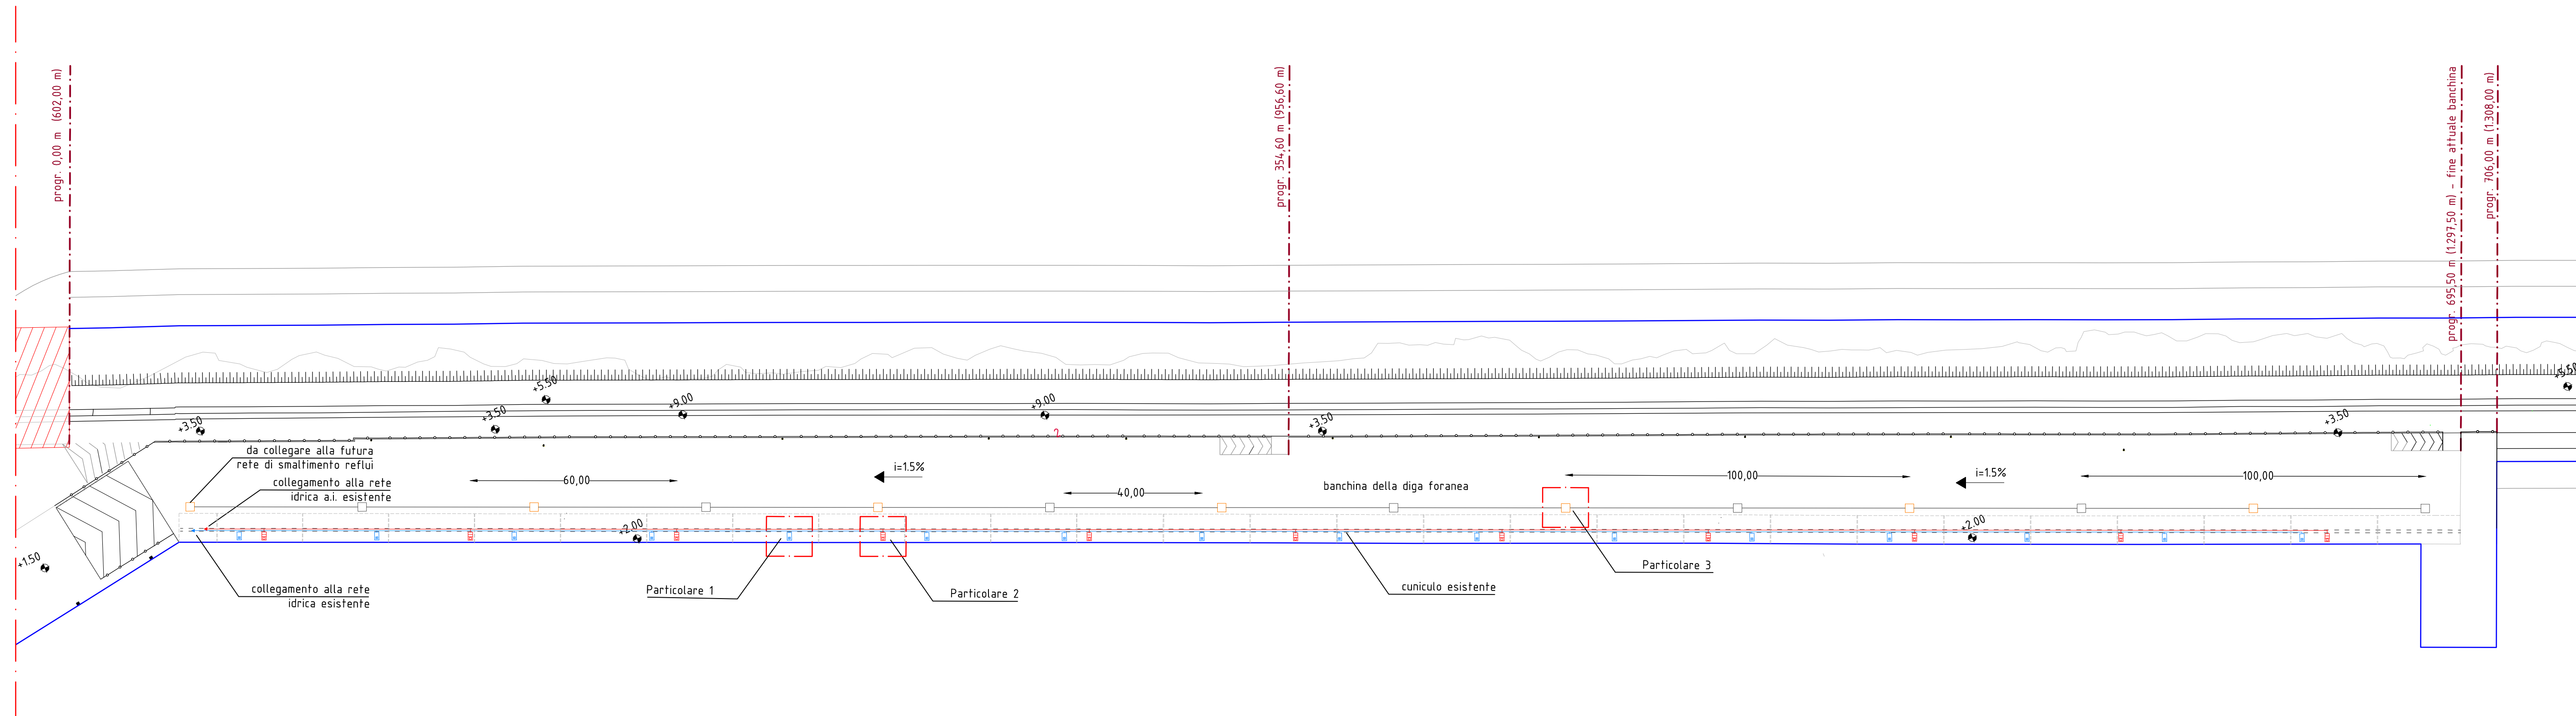 progr. 0,00 m (602,00 m)
progr. 354,60 m (956,60 m)
progr. 695,50 m (1.297,50 m) - fine attuale banchina
progr. 706,00 m (1.308,00 m)
+5.50
+9.00
+9.00
+3.50
+3.50
+3.50
+3.50
+5.50
2
da collegare alla futura
rete di smaltimento reflui
collegamento alla rete
idrica a.i. esistente
60,00
i=1.5%
40,00
banchina della diga foranea
100,00
i=1.5%
100,00
+2.00
+2.00
+1.50
collegamento alla rete
idrica esistente
Particolare 1
Particolare 2
cuniculo esistente
Particolare 3